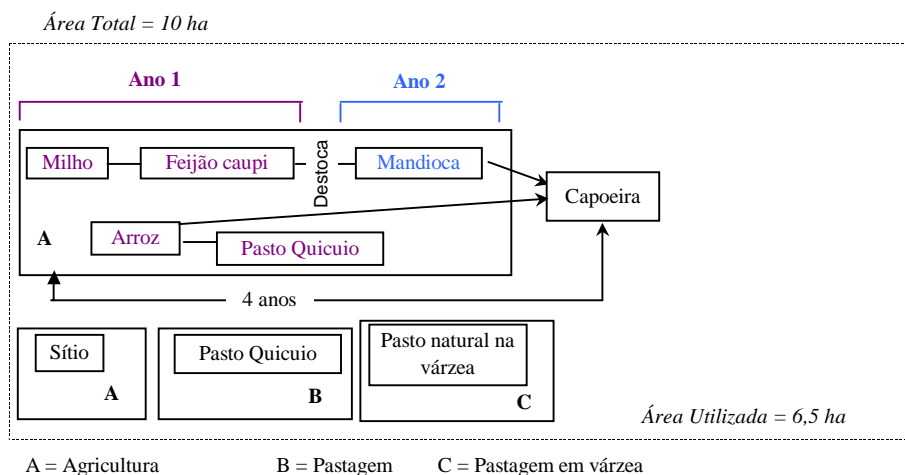 Área Total = 10 ha
Ano 1
Ano 2
Milho
Feijão caupi
Destoca
Mandioca
Capoeira
A
Arroz
Pasto Quicuio
4 anos
Sítio
A
Pasto Quicuio
B
Pasto natural na
várzea
C
Área Utilizada = 6,5 ha
A = Agricultura
B = Pastagem
C = Pastagem em várzea